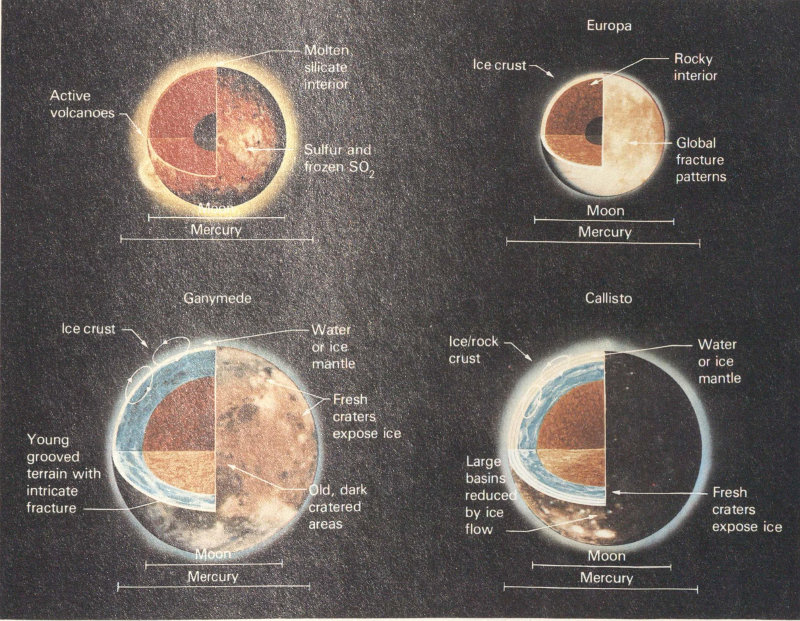 Molten
silicate
interior
Active
volcanoes
Sulfur and
frozen SO2
Moon
Mercury
Europa
Ice crust
Rocky
interior
Global
fracture
patterns
Moon
Mercury
Ganymede
Ice crust
Water
or ice
mantle
Fresh
craters
expose ice
Young
grooved
terrain with
intricate
fracture
Old, dark
cratered
areas
Moon
Mercury
Callisto
Ice/rock
crust
Water
or ice
mantle
Large
basins
reduced
by ice
flow
Fresh
craters
expose ice
Moon
Mercury